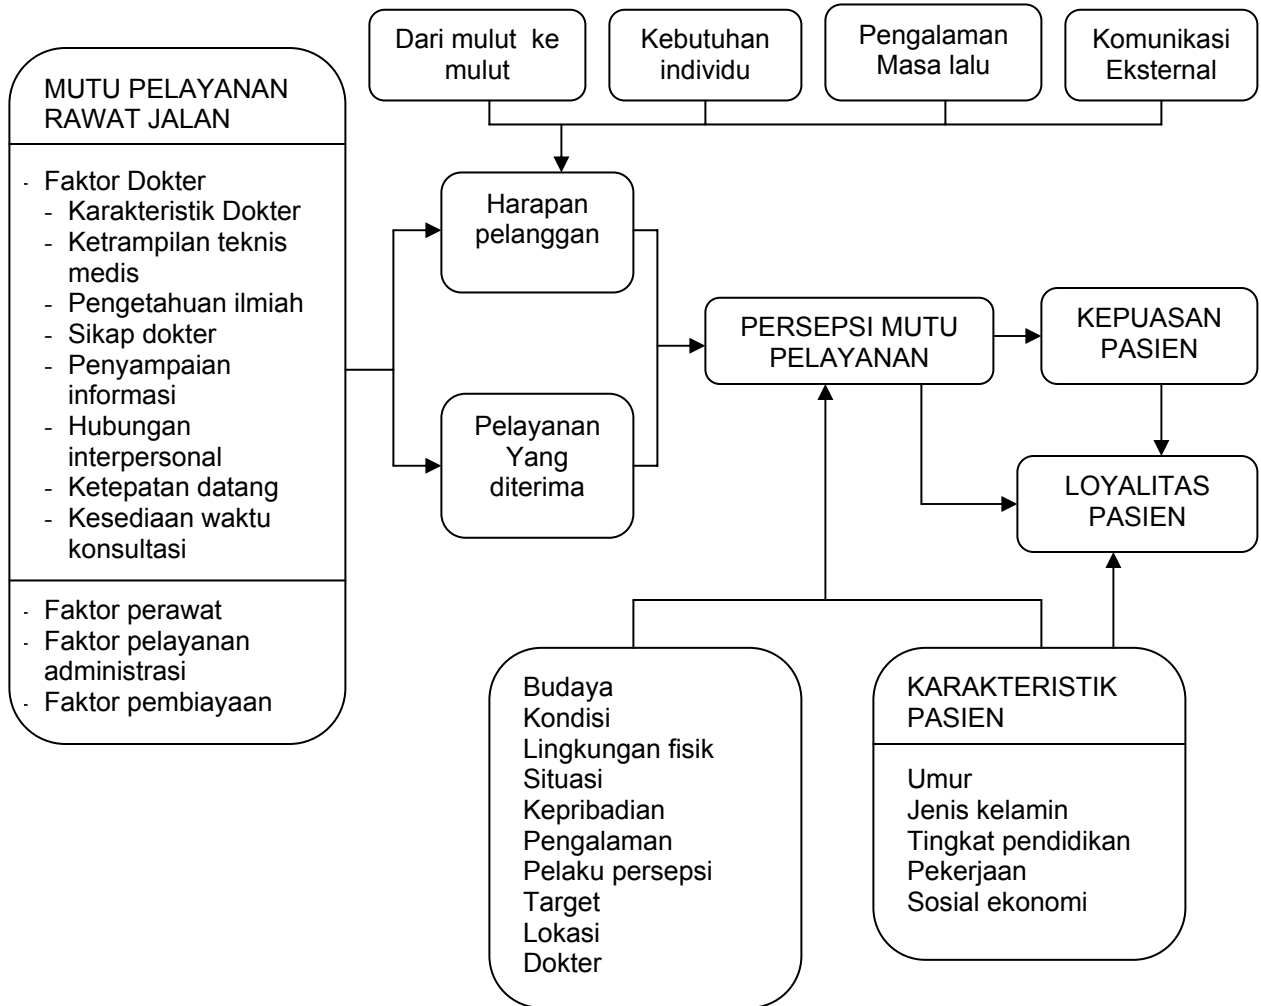 Dari mulut ke
mulut
Kebutuhan
individu
Pengalaman
Masa lalu
Komunikasi
Eksternal
MUTU PELAYANAN
RAWAT JALAN
- Faktor Dokter
- Karakteristik Dokter
- Ketrampilan teknis
medis
- Pengetahuan ilmiah
- Sikap dokter
- Penyampaian
informasi
- Hubungan
interpersonal
- Ketepatan datang
- Kesediaan waktu
konsultasi
- Faktor perawat
- Faktor pelayanan
administrasi
- Faktor pembiayaan
Harapan
pelanggan
Pelayanan
Yang
diterima
PERSEPSI MUTU
PELAYANAN
KEPUASAN
PASIEN
LOYALITAS
PASIEN
Budaya
Kondisi
Lingkungan fisik
Situasi
Kepribadian
Pengalaman
Pelaku persepsi
Target
Lokasi
Dokter
KARAKTERISTIK
PASIEN
Umur
Jenis kelamin
Tingkat pendidikan
Pekerjaan
Sosial ekonomi